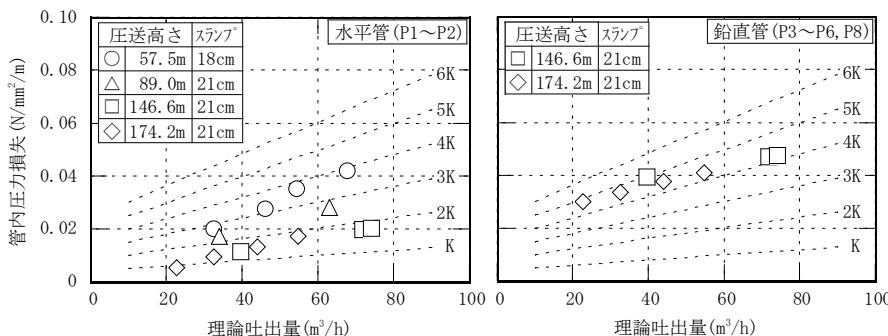 圧送高さ ｽﾗﾝﾌﾟ
57.5m 18cm
89.0m 21cm
146.6m 21cm
174.2m 21cm
水平管(P1～P2)
6K
5K
4K
3K
2K
K
0.10
0.08
0.06
0.04
0.02
0
管内圧力損失(N/mm²/m)
0 20 40 60 80 100
理論吐出量(m³/h)
圧送高さ ｽﾗﾝﾌﾟ
146.6m 21cm
174.2m 21cm
鉛直管(P3～P6,P8)
6K
5K
4K
3K
2K
K
0 20 40 60 80 100
理論吐出量(m³/h)